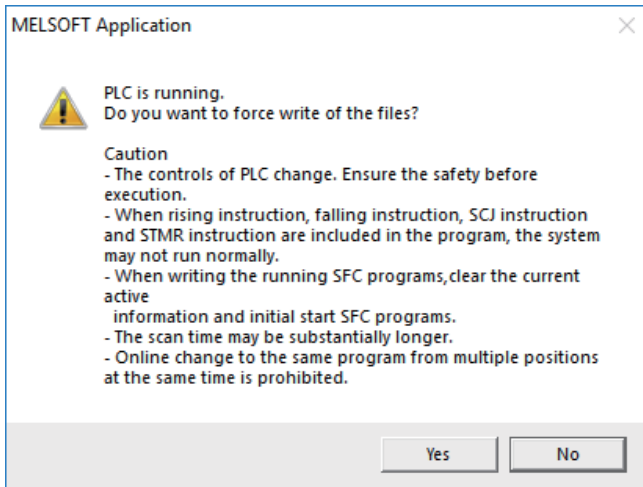 MELSOFT Application
PLC is running.
Do you want to force write of the files?
Caution
- The controls of PLC change. Ensure the safety before
execution.
- When rising instruction, falling instruction, SCJ instruction
and STMR instruction are included in the program, the system
may not run normally.
- When writing the running SFC programs,clear the current
active
information and initial start SFC programs.
- The scan time may be substantially longer.
- Online change to the same program from multiple positions
at the same time is prohibited.
Yes
No